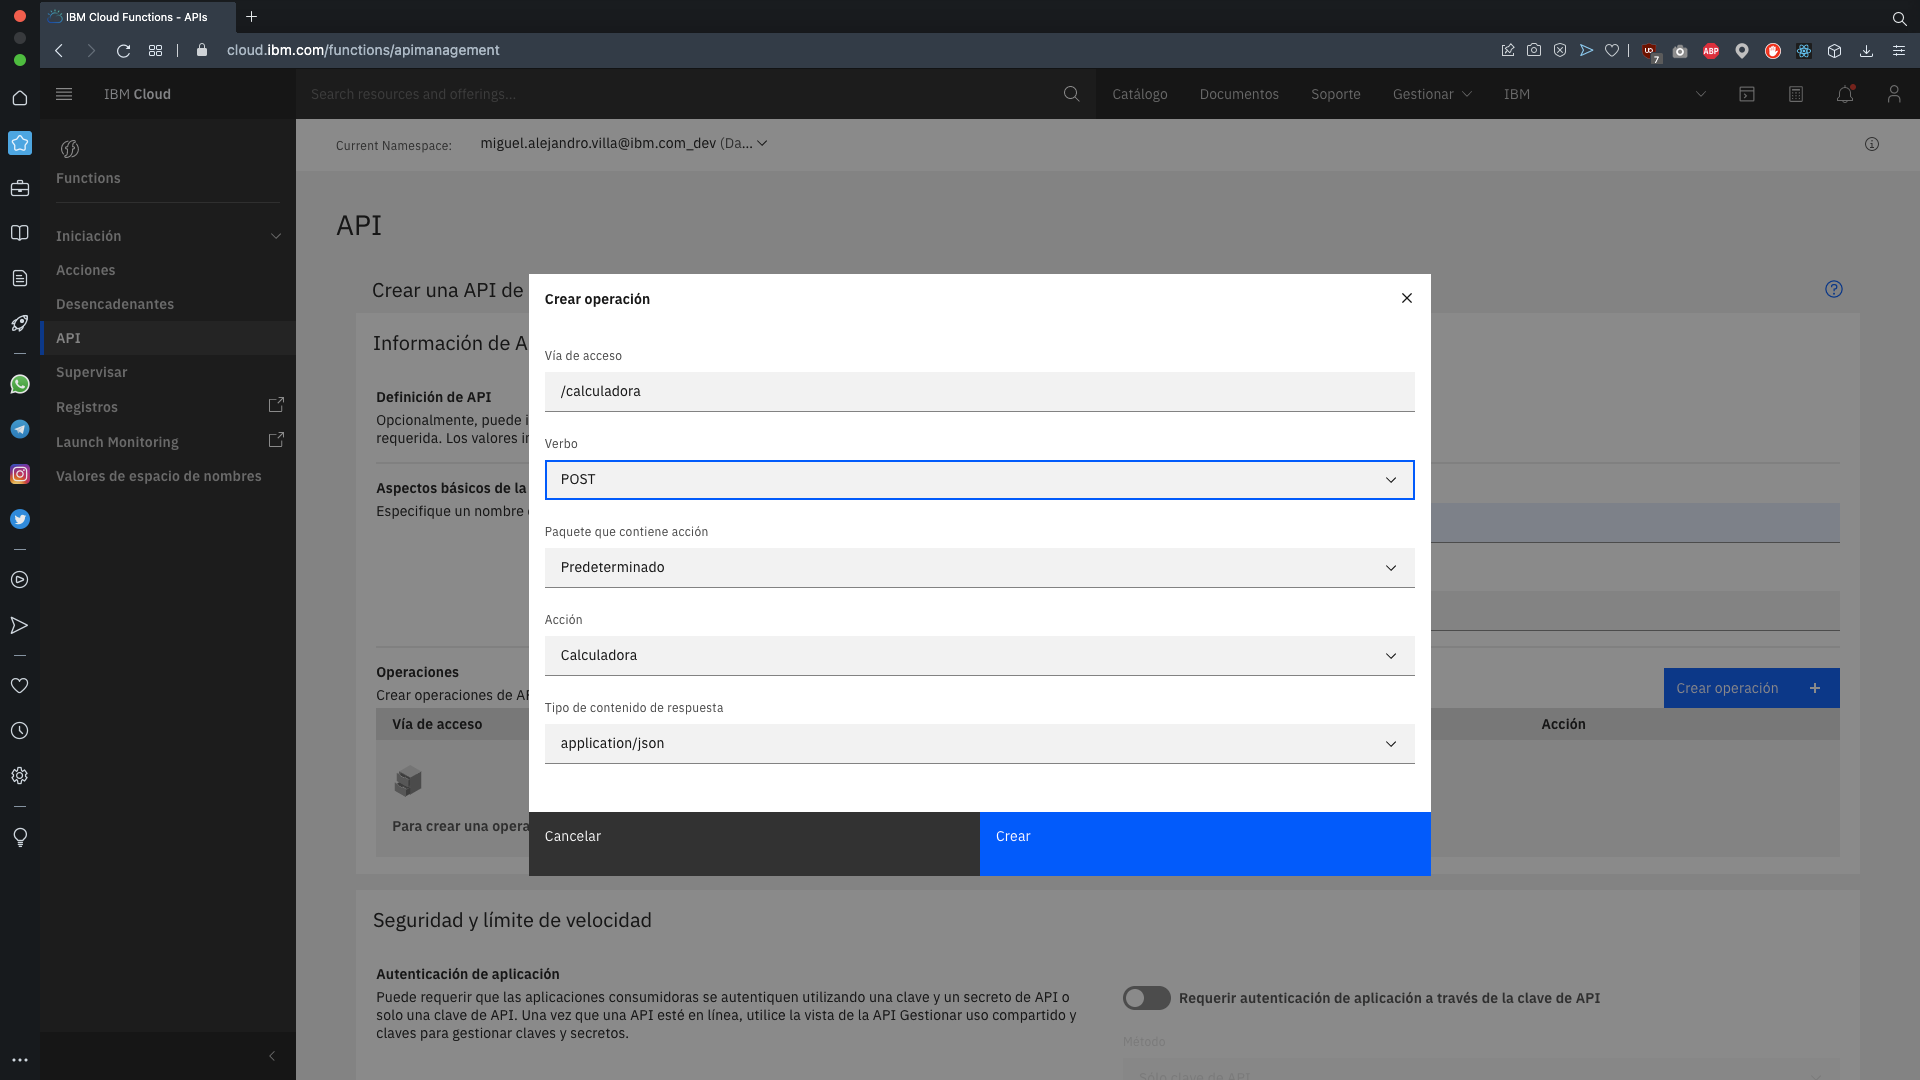 IBM Cloud Functions - APIs
cloud.ibm.com/functions/apimanagement
7
ABP
IBM Cloud
Search resources and offerings...
Catálogo
Documentos
Soporte
Gestionar
IBM
Functions
Current Namespace:
miguel.alejandro.villa@ibm.com_dev (Da...
Iniciación
Acciones
Desencadenantes
API
Supervisar
Registros
Launch Monitoring
Valores de espacio de nombres
API
Crear una API de
Información de A
Definición de API
Opcionalmente, puede i
requerida. Los valores in
Aspectos básicos de la
Especifique un nombre
Operaciones
Crear operaciones de AP
Vía de acceso
Para crear una opera
Crear operación
Acción
Crear operación
Vía de acceso
/calculadora
Verbo
POST
Paquete que contiene acción
Predeterminado
Acción
Calculadora
Tipo de contenido de respuesta
application/json
Cancelar
Crear
Seguridad y límite de velocidad
Autenticación de aplicación
Puede requerir que las aplicaciones consumidoras se autentiquen utilizando una clave y un secreto de API o
solo una clave de API. Una vez que una API esté en línea, utilice la vista de la API Gestionar uso compartido y
claves para gestionar claves y secretos.
Requerir autenticación de aplicación a través de la clave de API
Método
Sólo clave de API